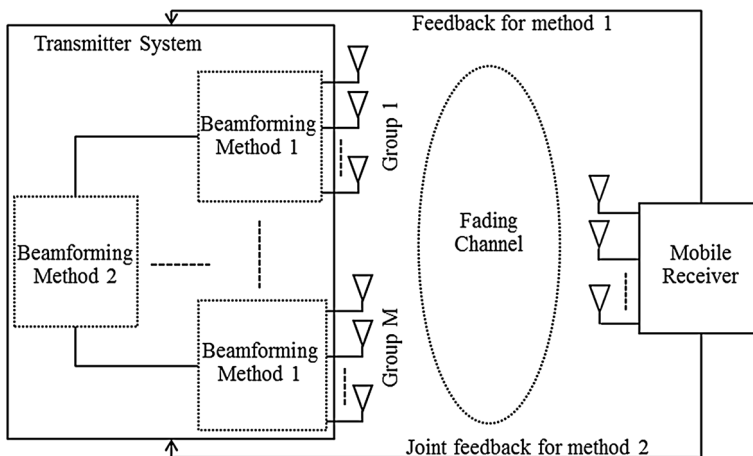 Feedback for method 1
Transmitter System
Beamforming
Method 1
Group 1
Beamforming
Method 2
Fading
Channel
Mobile
Receiver
Beamforming
Method 1
Group M
Joint feedback for method 2